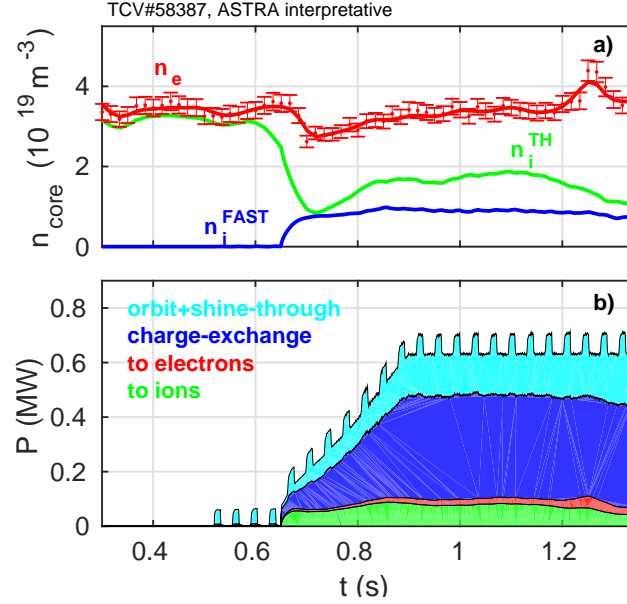 TCV#58387, ASTRA interpretative
a)
n_e
n_i^TH
n_i^FAST
n_core (10^19 m^-3)
4
2
0
b)
orbit+shine-through
charge-exchange
to electrons
to ions
P (MW)
0.8
0.6
0.4
0.2
0
0.4 0.6 0.8 1 1.2
t (s)